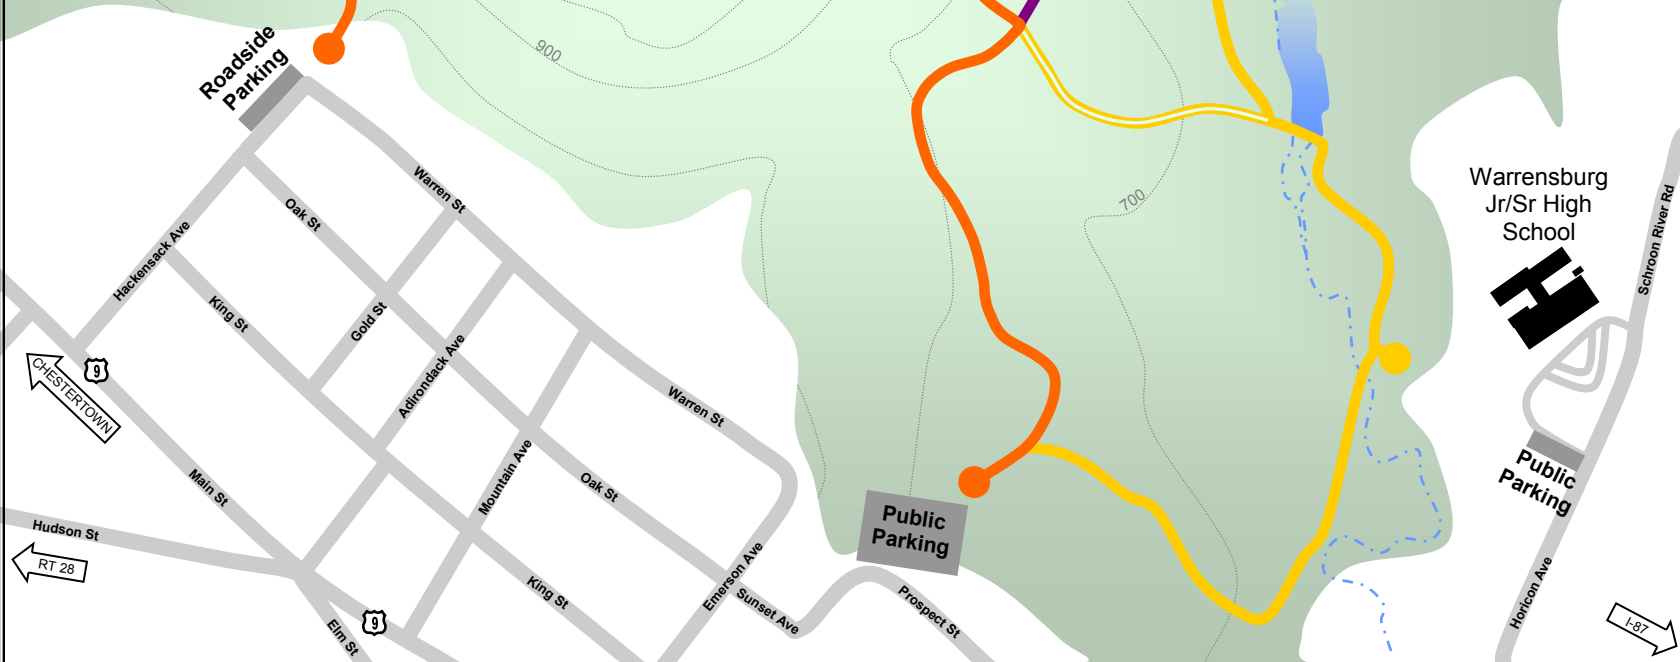 Roadside
Parking
900
700
Warren St
Oak St
Hackensack Ave
King St
Gold St
Adirondack Ave
9
CHESTERTOWN
Warren St
Main St
Mountain Ave
Oak St
Hudson St
RT 28
King St
Emerson Ave
Sunset Ave
Elm St
9
Public
Parking
Prospect St
Warrensburg
Jr/Sr High
School
Schroon River Rd
Public
Parking
Horicon Ave
I-87